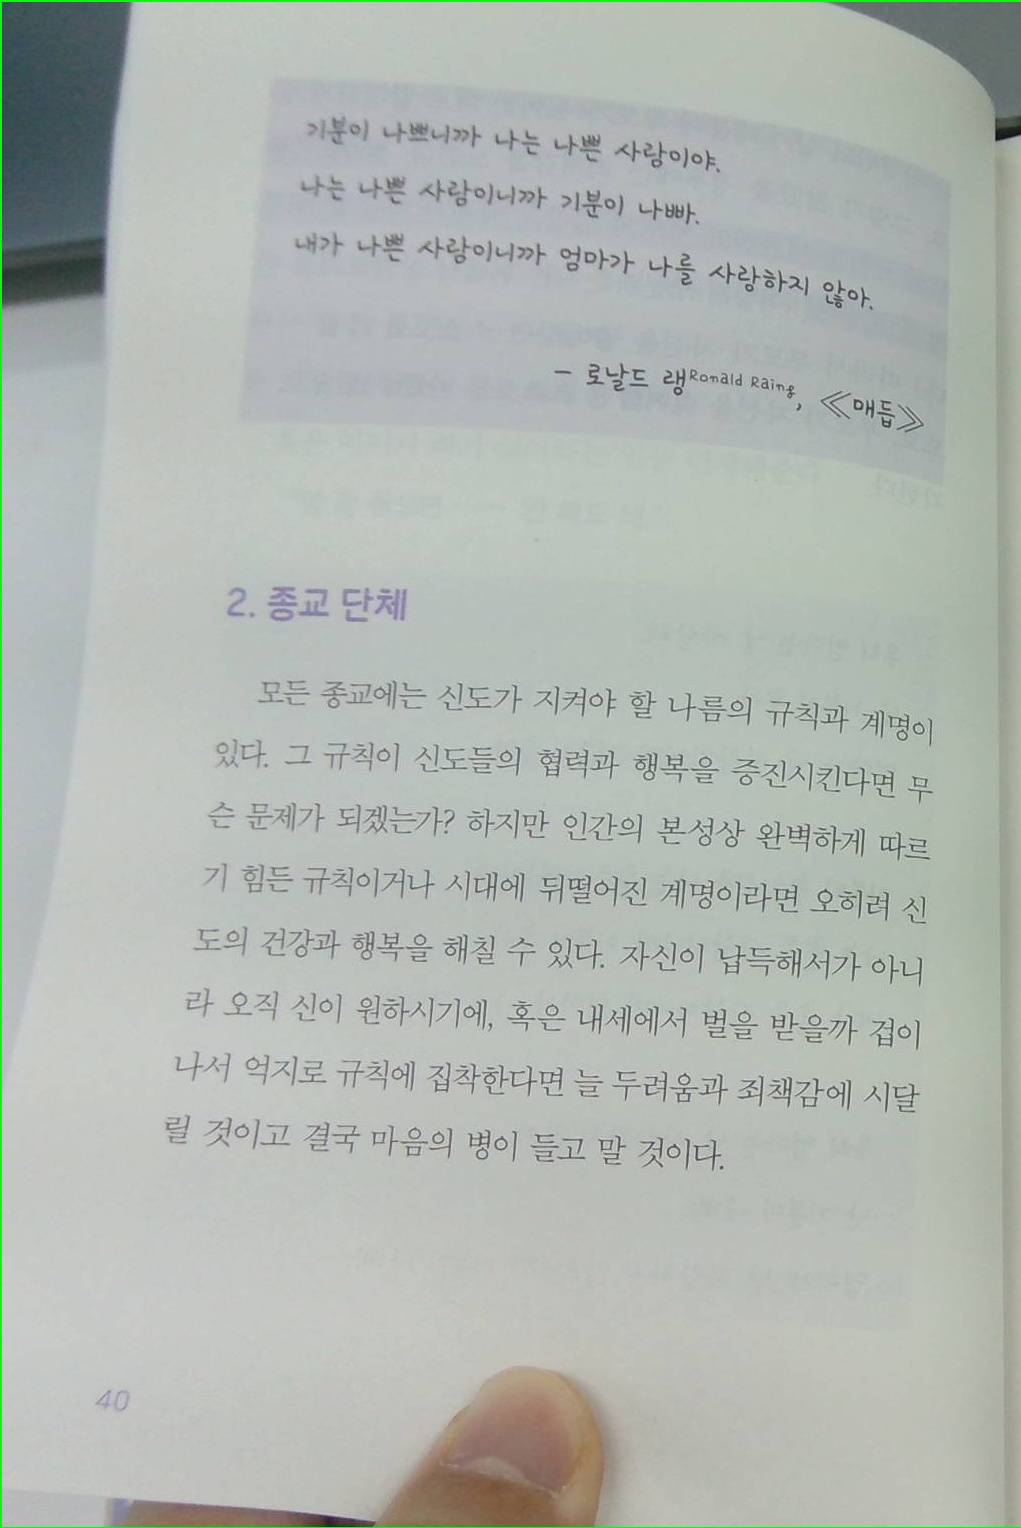 기분이 나쁘니까 나는 나쁜 사람이야.
나는 나쁜 사람이니까 기분이 나빠.
내가 나쁜 사람이니까 엄마가 나를 사랑하지 않아.
– 로날드 랭Ronald Raing, ≪매듭≫
2. 종교 단체
모든 종교에는 신도가 지켜야 할 나름의 규칙과 계명이
있다. 그 규칙이 신도들의 협력과 행복을 증진시킨다면 무
슨 문제가 되겠는가? 하지만 인간의 본성상 완벽하게 따르
기 힘든 규칙이거나 시대에 뒤떨어진 계명이라면 오히려 신
도의 건강과 행복을 해칠 수 있다. 자신이 납득해서가 아니
라 오직 신이 원하시기에, 혹은 내세에서 벌을 받을까 겁이
나서 억지로 규칙에 집착한다면 늘 두려움과 죄책감에 시달
릴 것이고 결국 마음의 병이 들고 말 것이다.
40